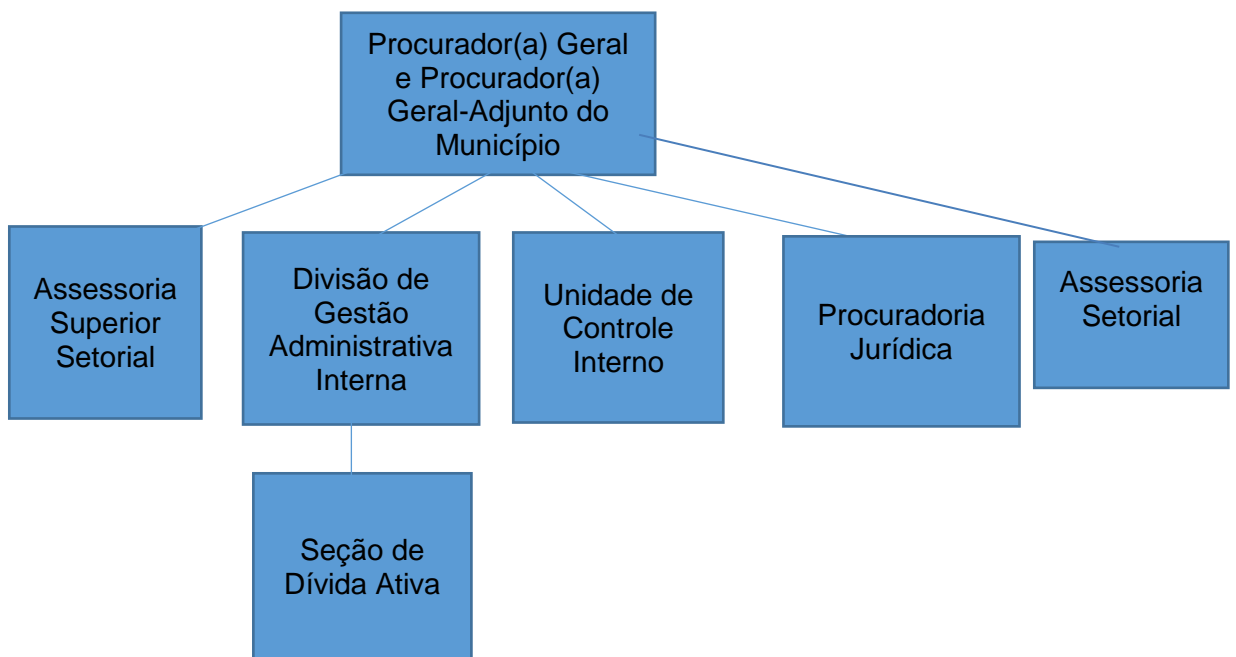 Procurador(a) Geral
e Procurador(a)
Geral-Adjunto do
Município
Assessoria
Superior
Setorial
Divisão de
Gestão
Administrativa
Interna
Unidade de
Controle
Interno
Procuradoria
Jurídica
Assessoria
Setorial
Seção de
Dívida Ativa